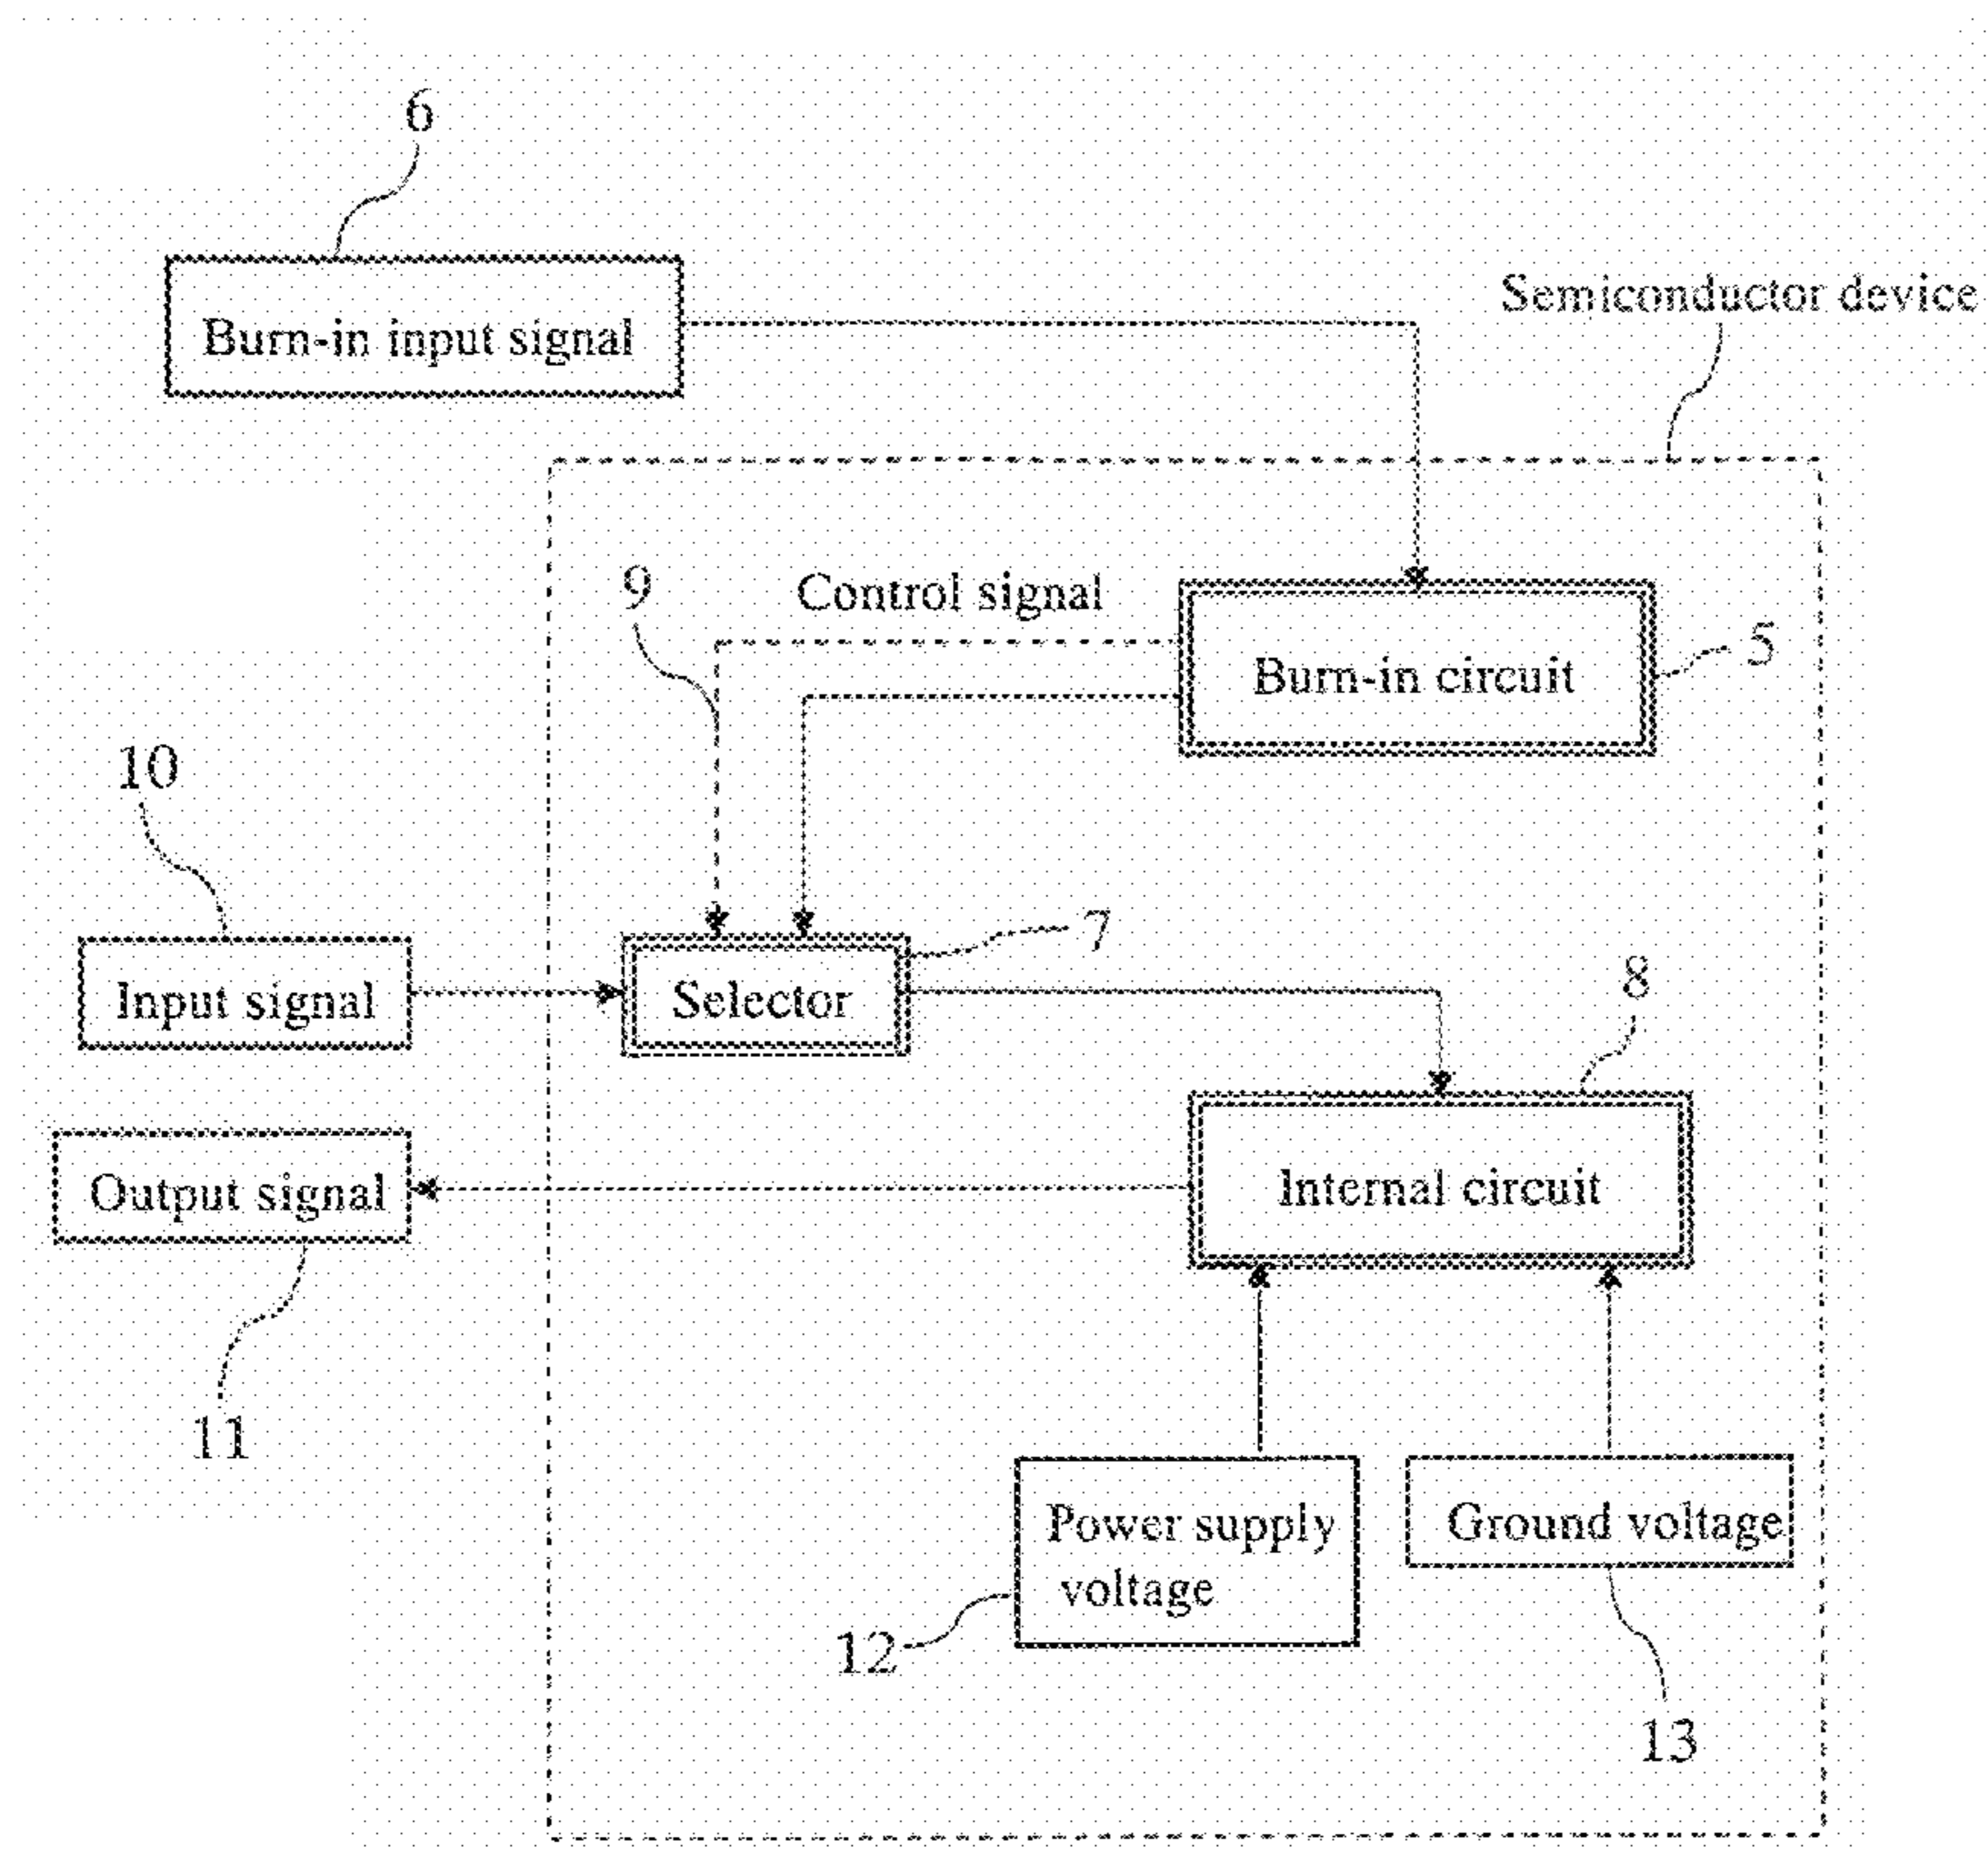 6
Burn-in input signal
Semiconductor device
9
Control signal
Burn-in circuit
5
10
7
8
Input signal
Selector
Output signal
Internal circuit
11
Power supply
voltage
Ground voltage
12
13